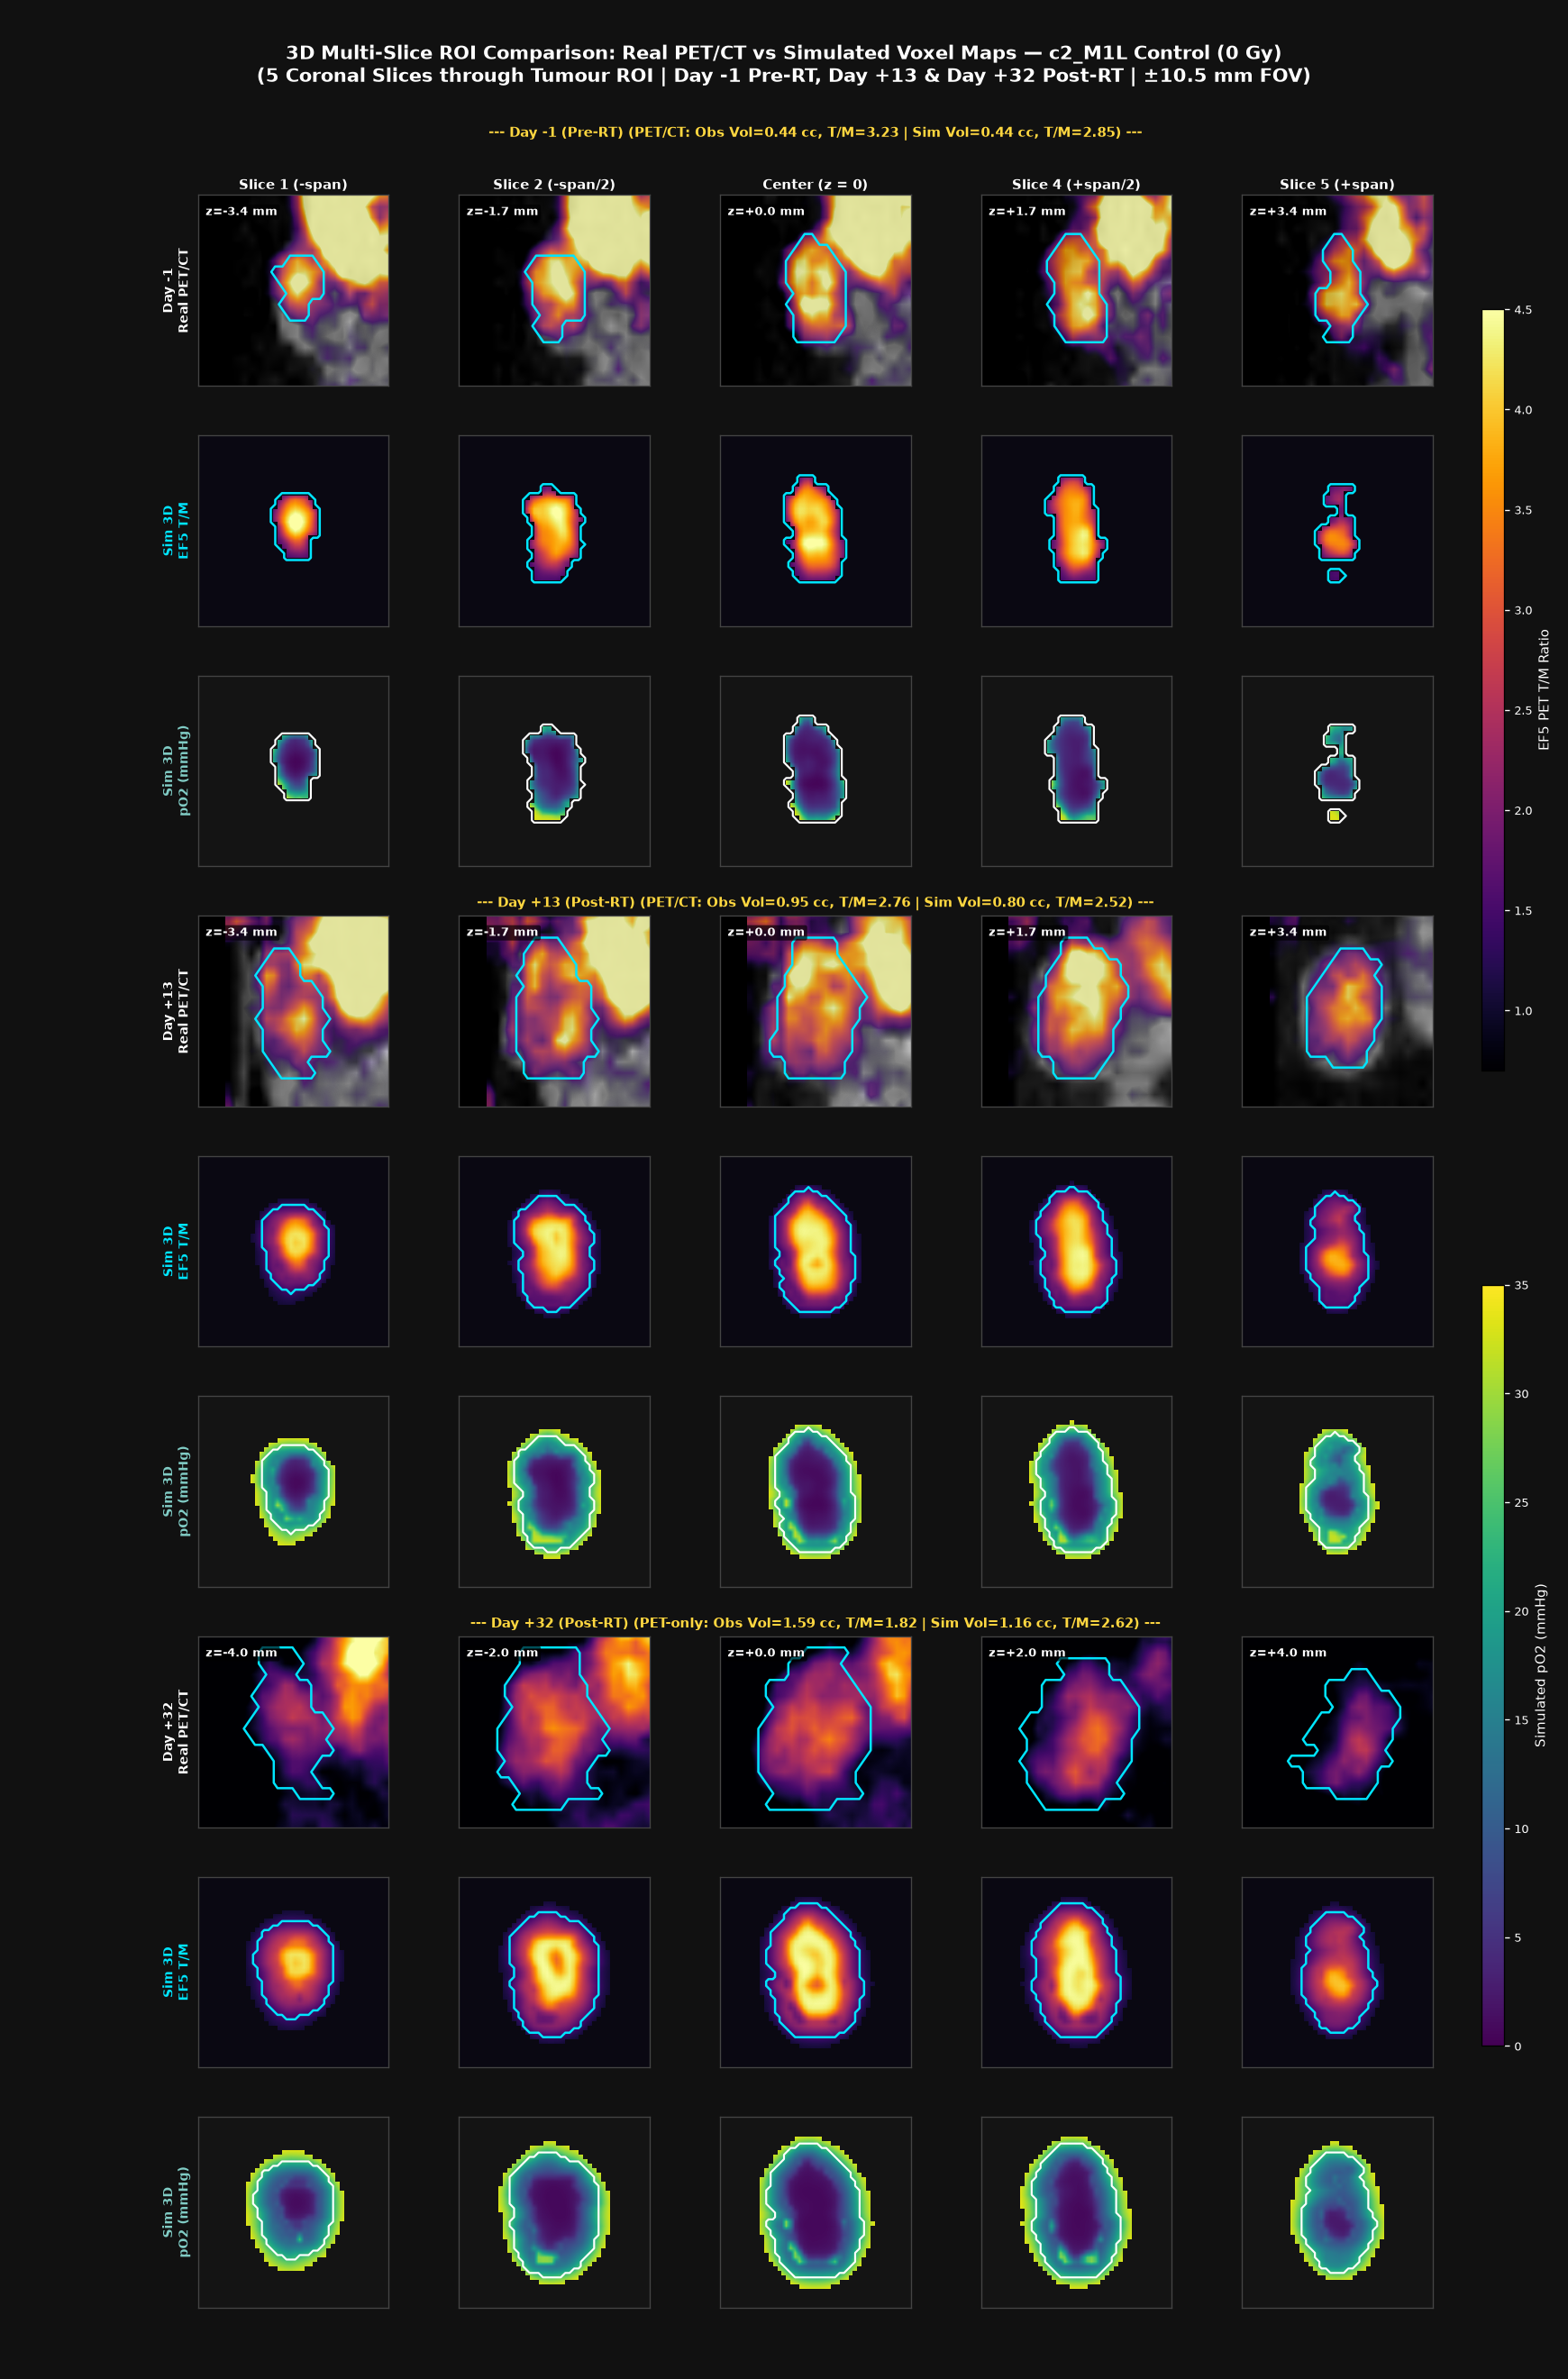 3D Multi-Slice ROI Comparison: Real PET/CT vs Simulated Voxel Maps — c2_M1L Control (0 Gy)
(5 Coronal Slices through Tumour ROI | Day -1 Pre-RT, Day +13 & Day +32 Post-RT | ±10.5 mm FOV)
--- Day -1 (Pre-RT) (PET/CT: Obs Vol=0.44 cc, T/M=3.23 | Sim Vol=0.44 cc, T/M=2.85) ---
Slice 1 (-span)
Slice 2 (-span/2)
Center (z = 0)
Slice 4 (+span/2)
Slice 5 (+span)
Day -1
Real PET/CT
z=-3.4 mm
z=-1.7 mm
z=+0.0 mm
z=+1.7 mm
z=+3.4 mm
Sim 3D
EF5 T/M
Sim 3D
pO2 (mmHg)
--- Day +13 (Post-RT) (PET/CT: Obs Vol=0.95 cc, T/M=2.76 | Sim Vol=0.80 cc, T/M=2.52) ---
Day +13
Real PET/CT
z=-3.4 mm
z=-1.7 mm
z=+0.0 mm
z=+1.7 mm
z=+3.4 mm
Sim 3D
EF5 T/M
Sim 3D
pO2 (mmHg)
--- Day +32 (Post-RT) (PET-only: Obs Vol=1.59 cc, T/M=1.82 | Sim Vol=1.16 cc, T/M=2.62) ---
Day +32
Real PET/CT
z=-4.0 mm
z=-2.0 mm
z=+0.0 mm
z=+2.0 mm
z=+4.0 mm
Sim 3D
EF5 T/M
Sim 3D
pO2 (mmHg)
4.5
4.0
3.5
3.0
2.5
2.0
1.5
1.0
EF5 PET T/M Ratio
35
30
25
20
15
10
5
0
Simulated pO2 (mmHg)